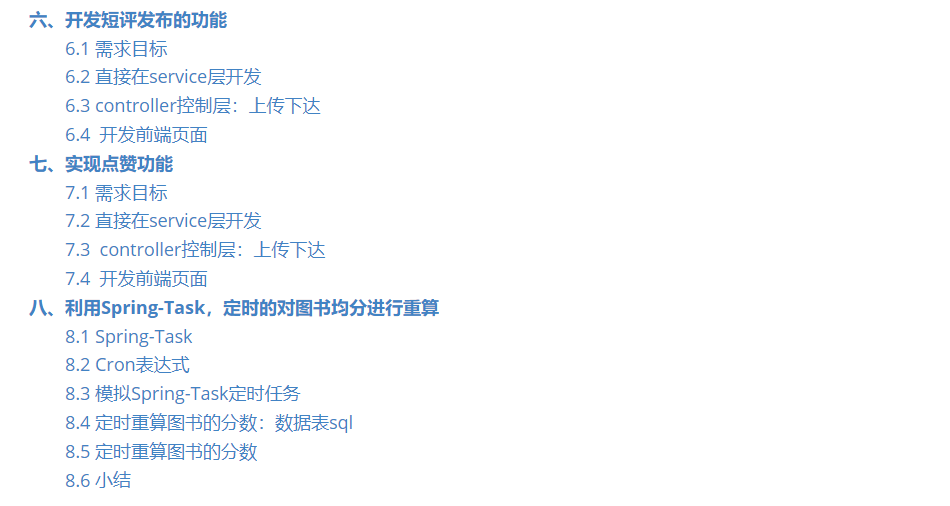 六、开发短评发布的功能
6.1 需求目标
6.2 直接在service层开发
6.3 controller控制层：上传下达
6.4  开发前端页面
七、实现点赞功能
7.1 需求目标
7.2 直接在service层开发
7.3  controller控制层：上传下达
7.4  开发前端页面
八、利用Spring-Task，定时的对图书均分进行重算
8.1 Spring-Task
8.2 Cron表达式
8.3 模拟Spring-Task定时任务
8.4 定时重算图书的分数：数据表sql
8.5 定时重算图书的分数
8.6 小结